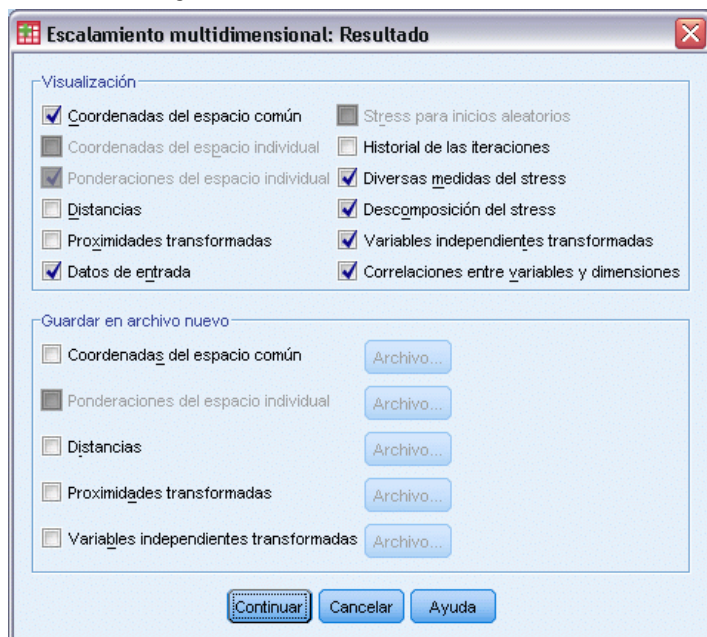 Escalamiento multidimensional: Resultado
Visualización
Coordenadas del espacio común
Stress para inicios aleatorios
Coordenadas del espacio individual
Historial de las iteraciones
Ponderaciones del espacio individual
Diversas medidas del stress
Distancias
Descomposición del stress
Proximidades transformadas
Variables independientes transformadas
Datos de entrada
Correlaciones entre variables y dimensiones
Guardar en archivo nuevo
Coordenadas del espacio común
Archivo...
Ponderaciones del espacio individual
Archivo...
Distancias
Archivo...
Proximidades transformadas
Archivo...
Variables independientes transformadas
Archivo...
Continuar
Cancelar
Ayuda